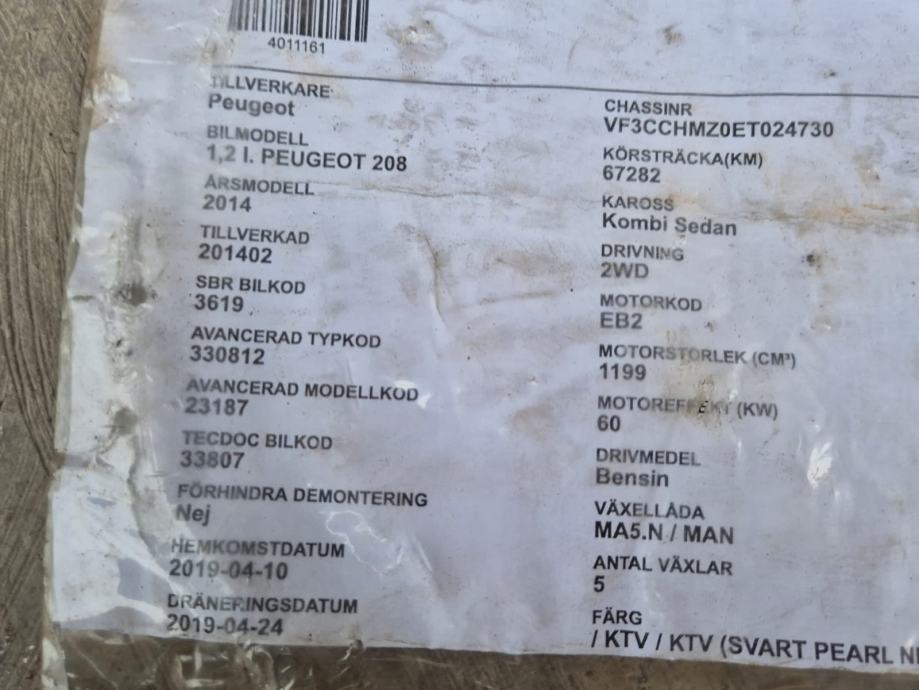 4011161
TILLVERKARE
Peugeot
BILMODELL
1,2 I. PEUGEOT 208
ÅRSMODELL
2014
TILLVERKAD
201402
SBR BILKOD
3619
AVANCERAD TYPKOD
330812
AVANCERAD MODELLKOD
23187
TECDOC BILKOD
33807
FÖRHINDRA DEMONTERING
Nej
HEMKOMSTDATUM
2019-04-10
DRÄNERINGSDATUM
2019-04-24
CHASSINR
VF3CCHMZ0ET024730
KÖRSTRÄCKA(KM)
67282
KAROSS
Kombi Sedan
DRIVNING
2WD
MOTORKOD
EB2
MOTORSTORLEK (CM³)
1199
MOTOREFFEKT (KW)
60
DRIVMEDEL
Bensin
VÄXELLÅDA
MA5.N / MAN
ANTAL VÄXLAR
5
FÄRG
/ KTV / KTV (SVART PEARL